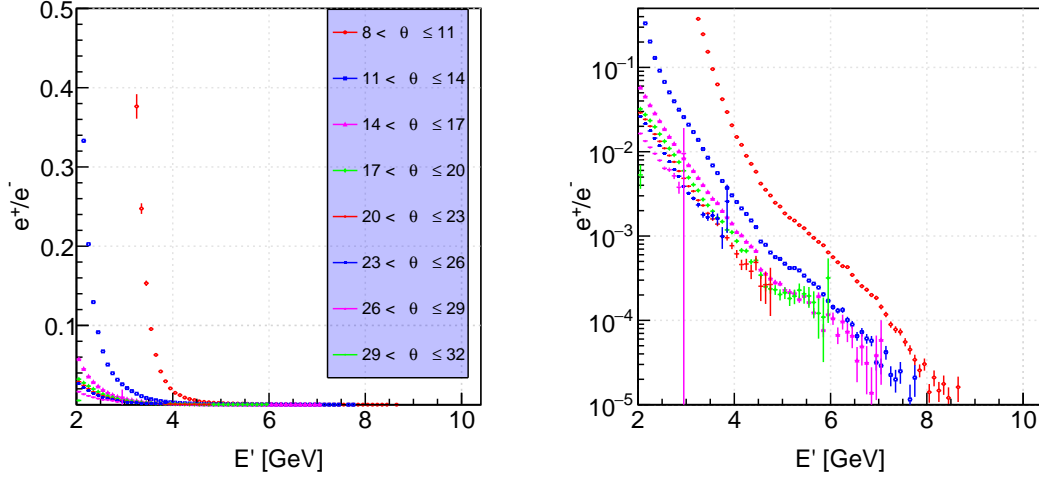 0.5
0.4
0.3
0.2
0.1
e⁺/e⁻
2 4 6 8 10
E' [GeV]
8 < θ ≤ 11
11 < θ ≤ 14
14 < θ ≤ 17
17 < θ ≤ 20
20 < θ ≤ 23
23 < θ ≤ 26
26 < θ ≤ 29
29 < θ ≤ 32
10⁻¹
10⁻²
10⁻³
10⁻⁴
10⁻⁵
e⁺/e⁻
2 4 6 8 10
E' [GeV]